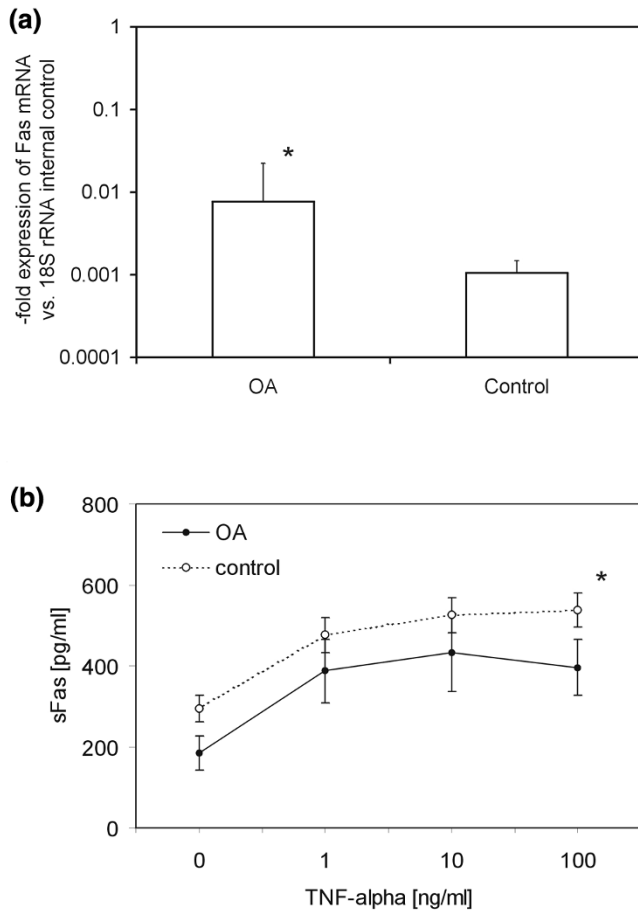 (a)
-fold expression of Fas mRNA
vs. 18S rRNA internal control
1
0.1
0.01
0.001
0.0001
*
OA
Control
(b)
sFas [pg/ml]
800
600
400
200
0
OA
control
*
0
1
10
100
TNF-alpha [ng/ml]